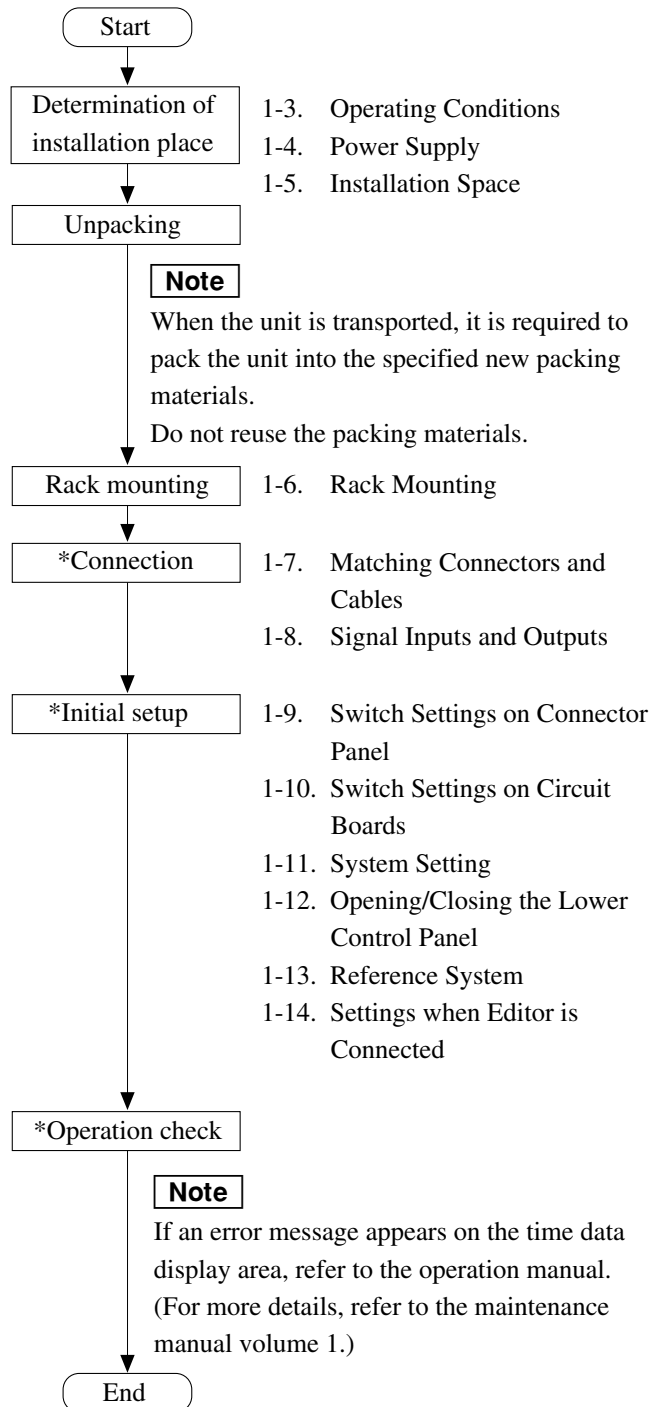 Start
Determination of
installation place
1-3. Operating Conditions
1-4. Power Supply
1-5. Installation Space
Unpacking
Note
When the unit is transported, it is required to
pack the unit into the specified new packing
materials.
Do not reuse the packing materials.
Rack mounting
1-6. Rack Mounting
*Connection
1-7. Matching Connectors and
Cables
1-8. Signal Inputs and Outputs
*Initial setup
1-9. Switch Settings on Connector
Panel
1-10. Switch Settings on Circuit
Boards
1-11. System Setting
1-12. Opening/Closing the Lower
Control Panel
1-13. Reference System
1-14. Settings when Editor is
Connected
*Operation check
Note
If an error message appears on the time data
display area, refer to the operation manual.
(For more details, refer to the maintenance
manual volume 1.)
End